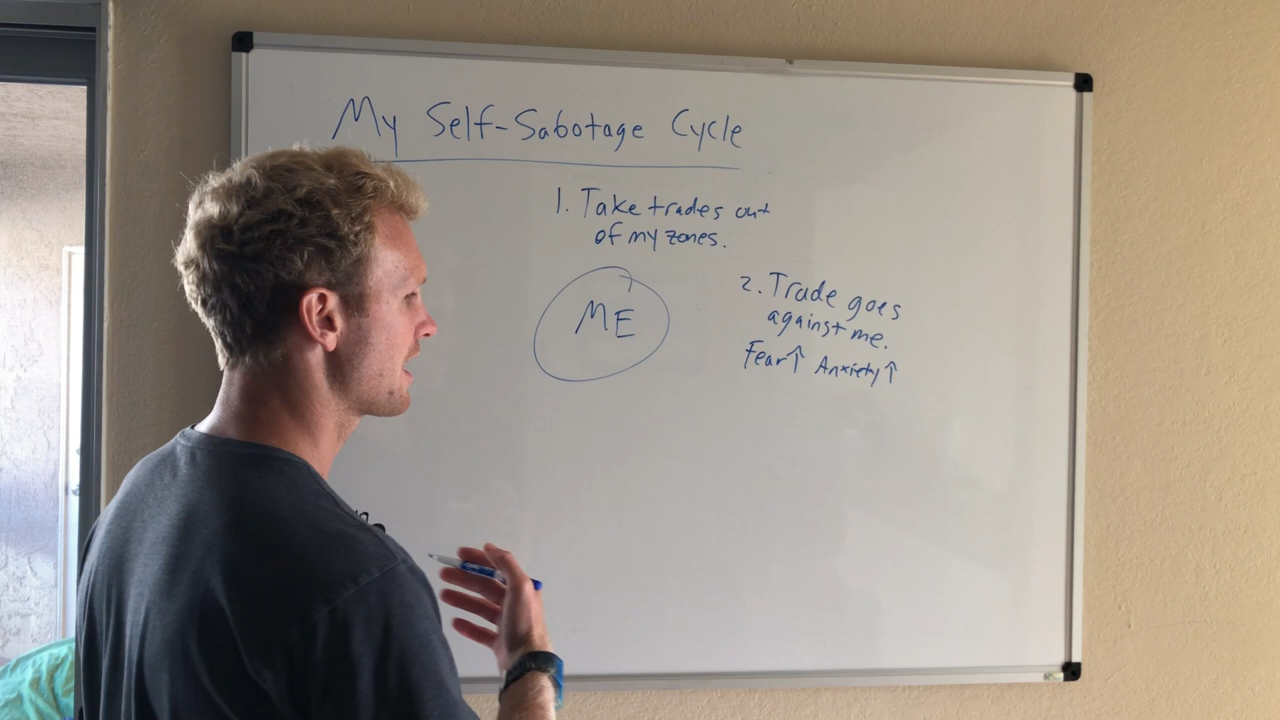 My Self-Sabotage Cycle
1. Take trades out
of my zones.
ME
2. Trade goes
against me.
Fear↑ Anxiety↑